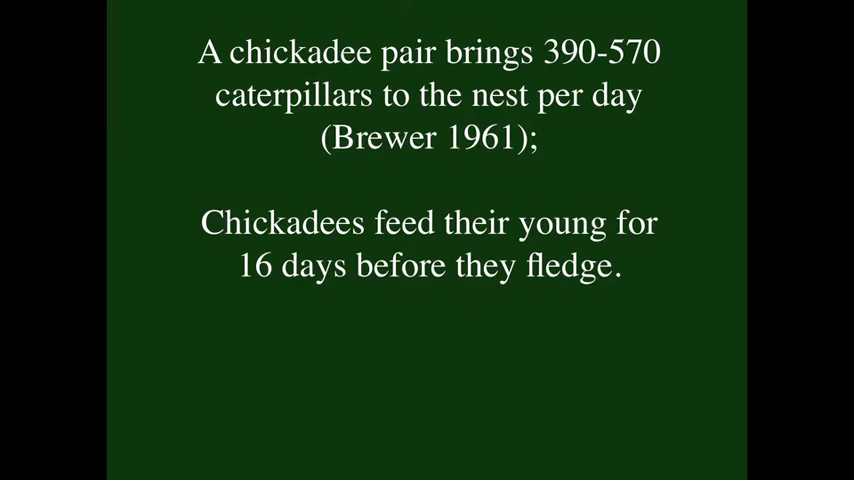 A chickadee pair brings 390-570
caterpillars to the nest per day
(Brewer 1961);
Chickadees feed their young for
16 days before they fledge.